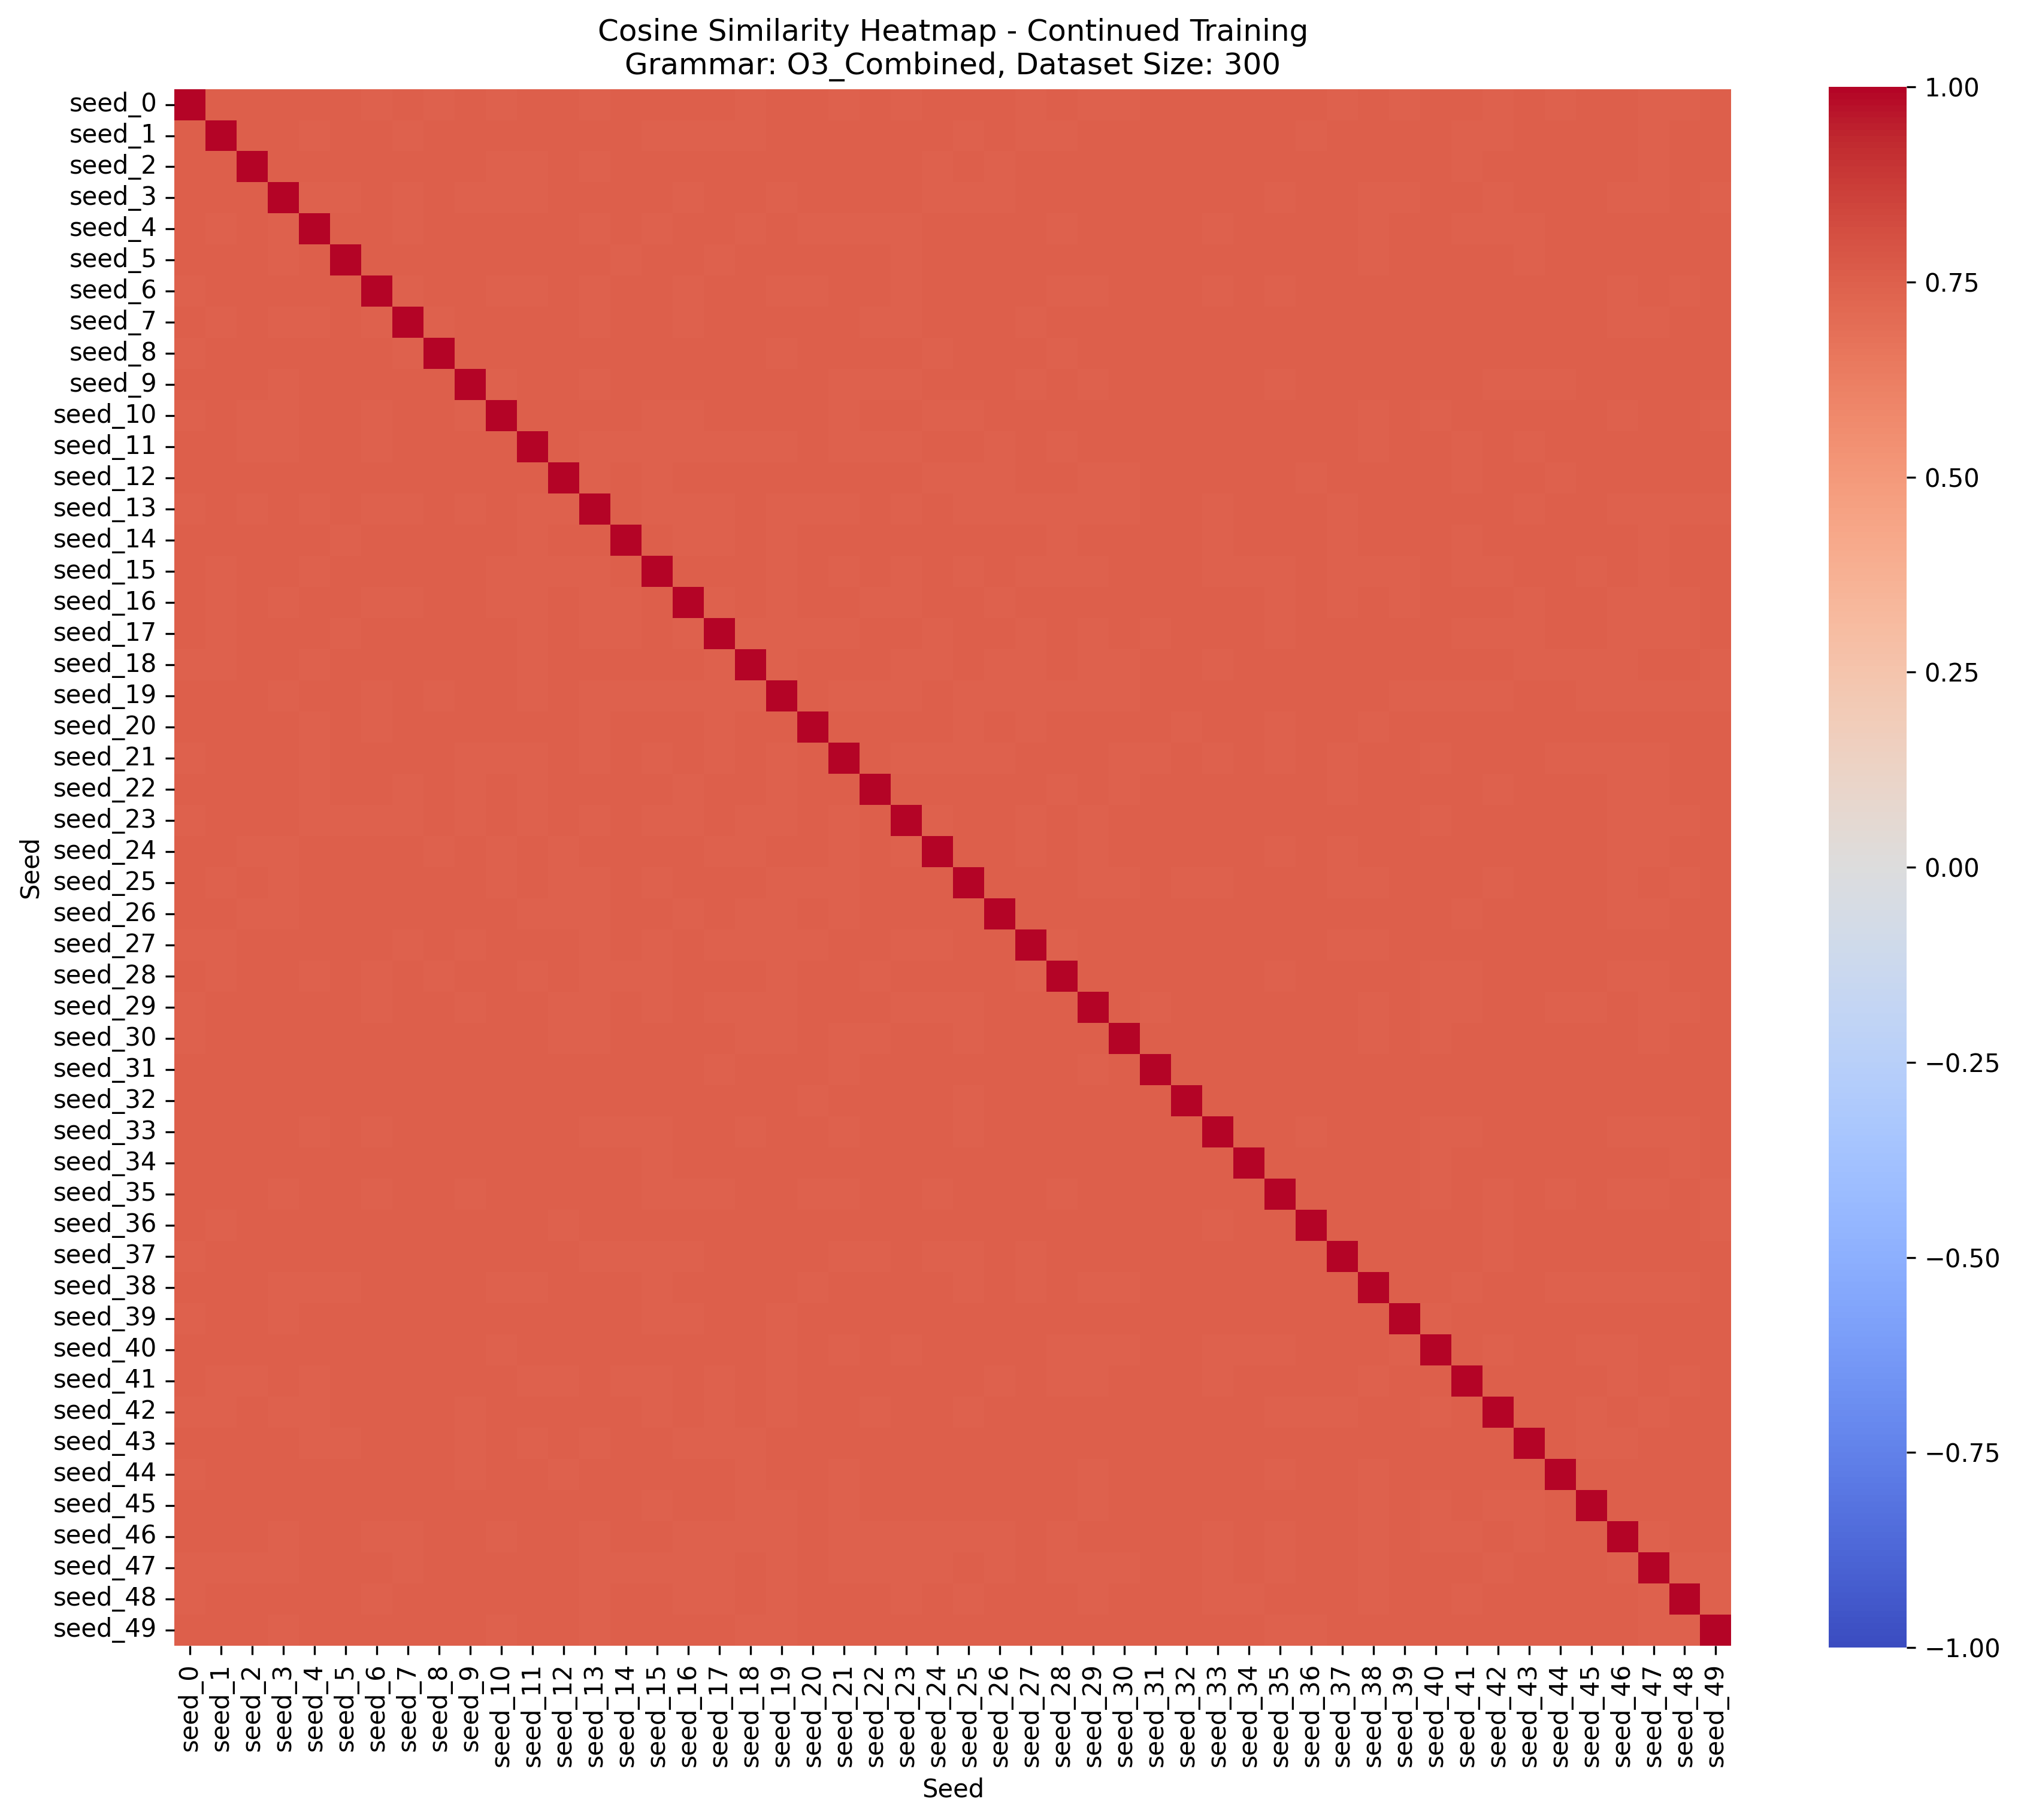 Cosine Similarity Heatmap - Continued Training
Grammar: O3_Combined, Dataset Size: 300
seed_0
seed_1
seed_2
seed_3
seed_4
seed_5
seed_6
seed_7
seed_8
seed_9
seed_10
seed_11
seed_12
seed_13
seed_14
seed_15
seed_16
seed_17
seed_18
seed_19
seed_20
seed_21
seed_22
seed_23
seed_24
seed_25
seed_26
seed_27
seed_28
seed_29
seed_30
seed_31
seed_32
seed_33
seed_34
seed_35
seed_36
seed_37
seed_38
seed_39
seed_40
seed_41
seed_42
seed_43
seed_44
seed_45
seed_46
seed_47
seed_48
seed_49
Seed
seed_0
seed_1
seed_2
seed_3
seed_4
seed_5
seed_6
seed_7
seed_8
seed_9
seed_10
seed_11
seed_12
seed_13
seed_14
seed_15
seed_16
seed_17
seed_18
seed_19
seed_20
seed_21
seed_22
seed_23
seed_24
seed_25
seed_26
seed_27
seed_28
seed_29
seed_30
seed_31
seed_32
seed_33
seed_34
seed_35
seed_36
seed_37
seed_38
seed_39
seed_40
seed_41
seed_42
seed_43
seed_44
seed_45
seed_46
seed_47
seed_48
seed_49
Seed
1.00
0.75
0.50
0.25
0.00
−0.25
−0.50
−0.75
−1.00